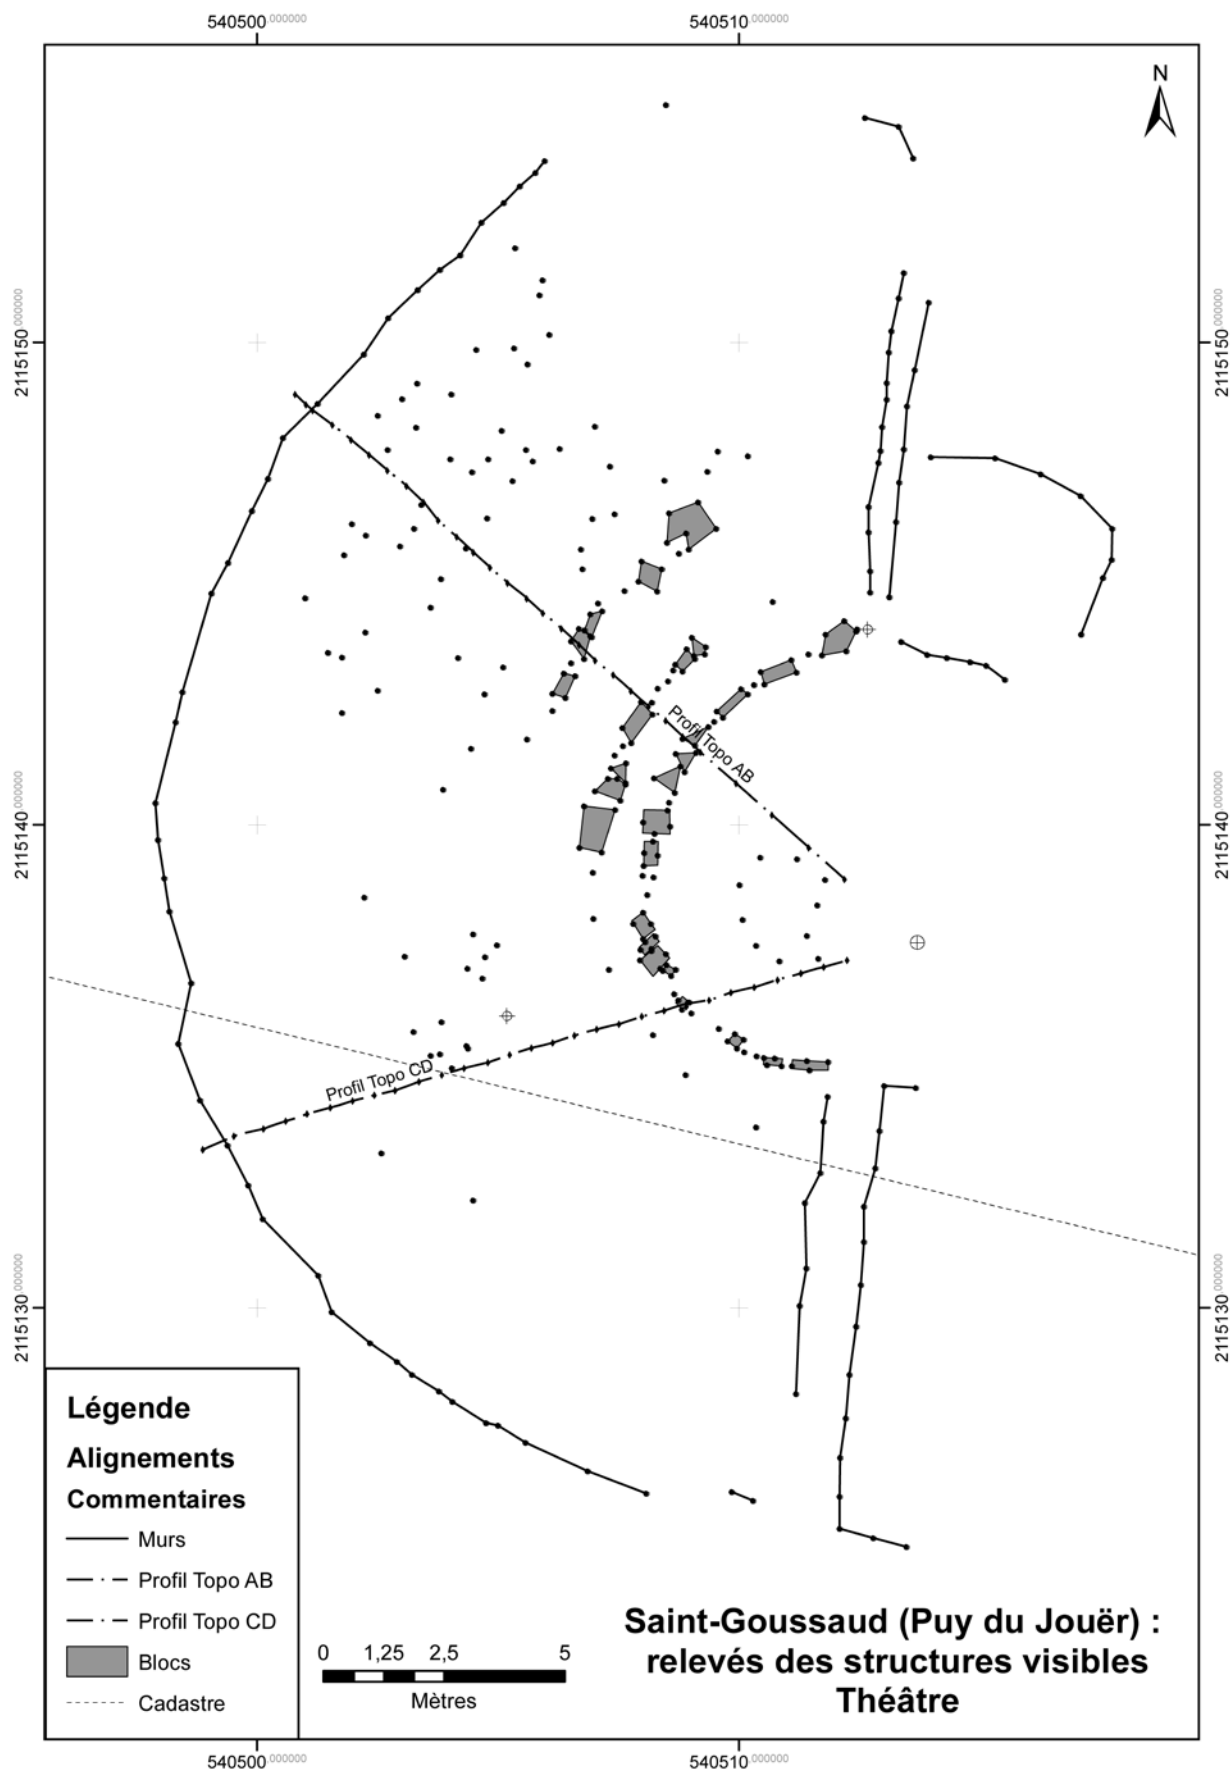 540500,000000 540510,000000
N
2115150,000000 2115150,000000
Profil Topo AB
2115140,000000 2115140,000000
Profil Topo CD
2115130,000000 2115130,000000
Légende
Alignements
Commentaires
Murs
Profil Topo AB
Profil Topo CD
Blocs
Cadastre
0 1,25 2,5 5
Mètres
Saint-Goussaud (Puy du Jouër) :
relevés des structures visibles
Théâtre
540500,000000 540510,000000